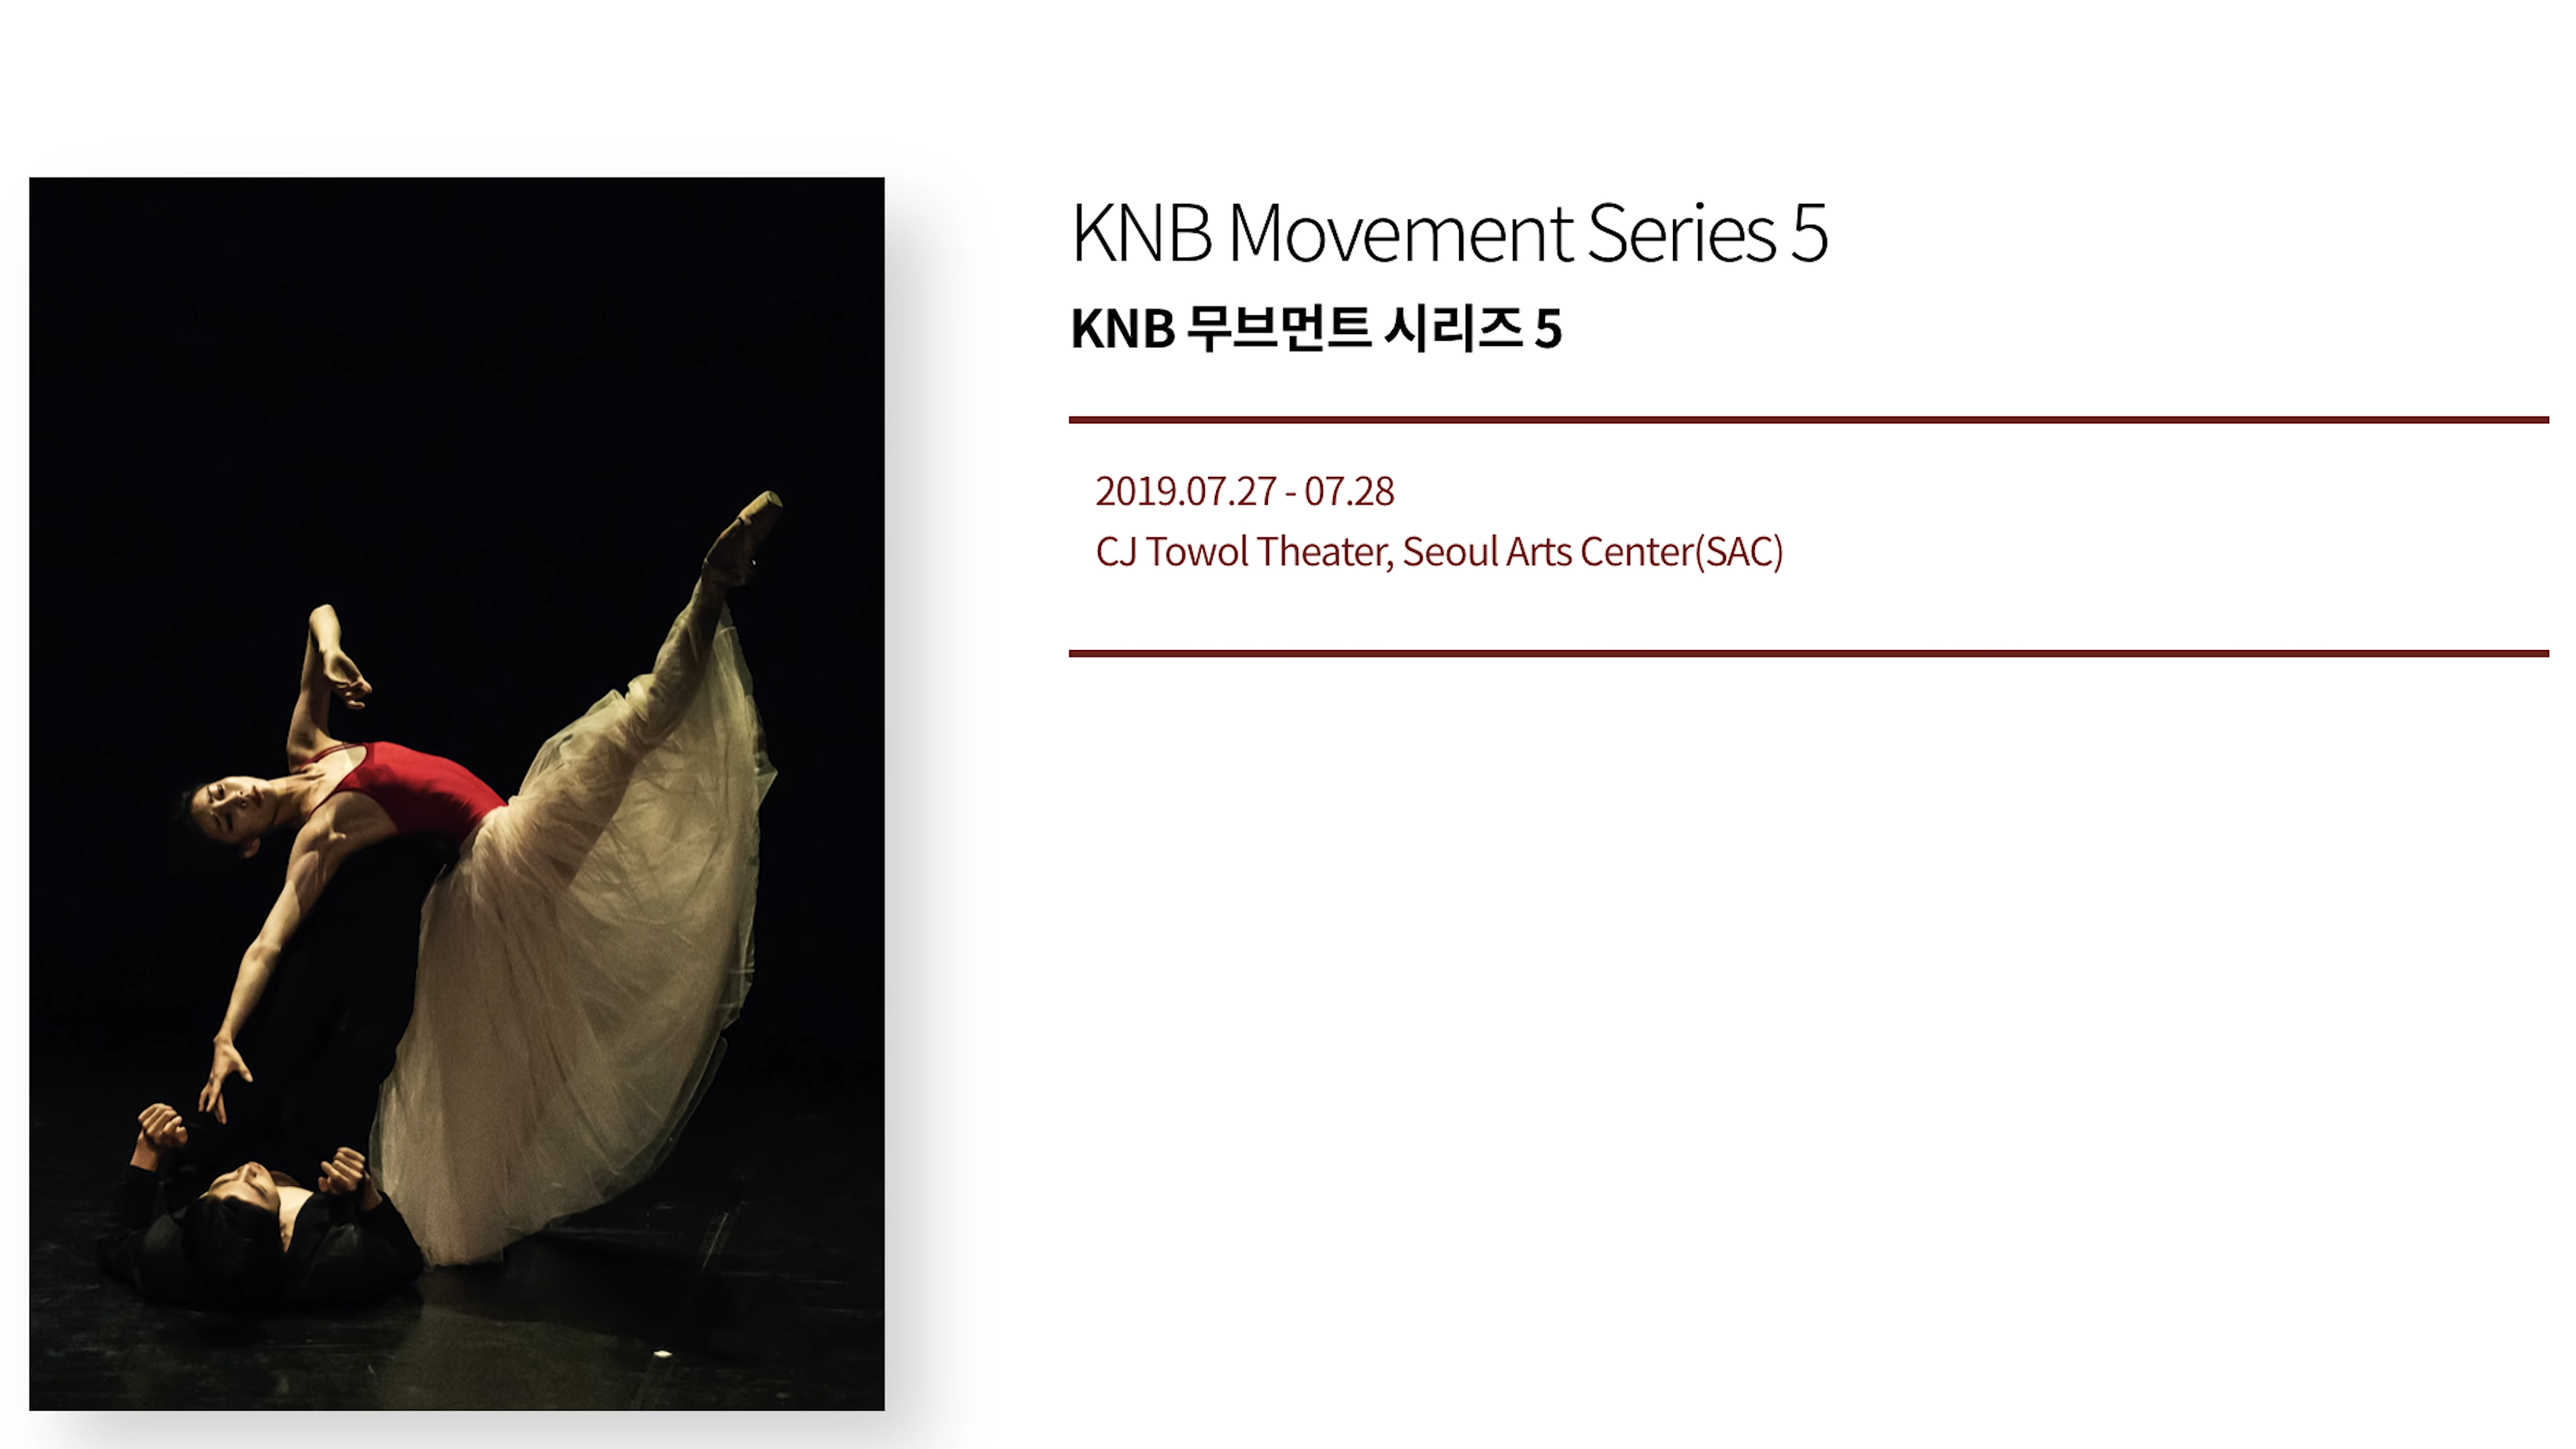 KNB Movement Series 5
KNB 무브먼트 시리즈 5
2019.07.27 - 07.28
CJ Towol Theater, Seoul Arts Center(SAC)